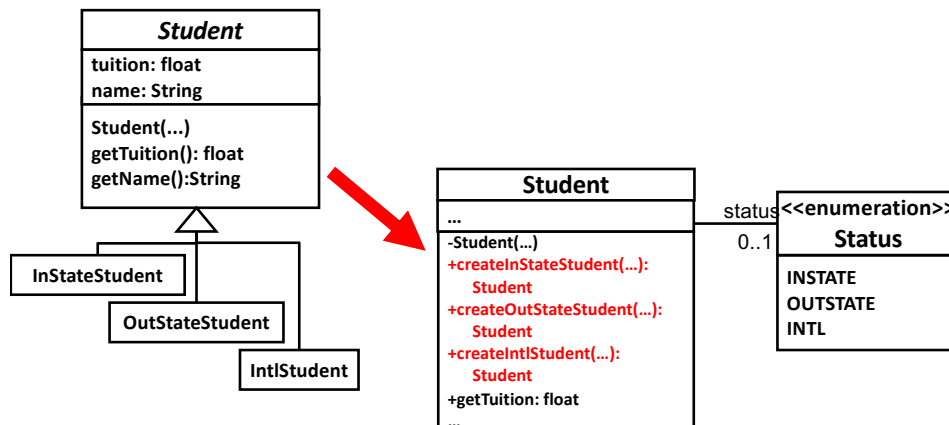 Student
tuition: float
name: String
Student(...)
getTuition(): float
getName():String
InStateStudent
OutStateStudent
IntlStudent
Student
...
-Student(...)
+createInStateStudent(...):
Student
+createOutStateStudent(...):
Student
+createIntlStudent(...):
Student
+getTuition: float
...
status
0..1
<<enumeration>>
Status
INSTATE
OUTSTATE
INTL